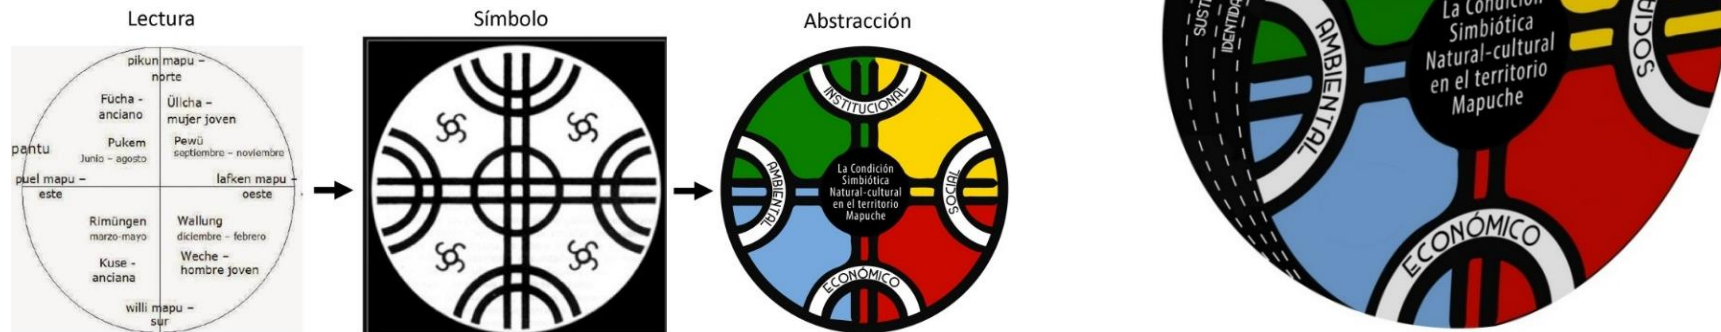 Lectura
pikun mapu –
norte
Fücha -
anciano
Üllcha –
mujer joven
pantu
Pukem
Junio – agosto
Pewü
septiembre – noviembre
puel mapu –
este
lafken mapu –
oeste
Rimüngen
marzo-mayo
Wallung
diciembre – febrero
Kuse -
anciana
Weche –
hombre joven
willi mapu –
sur
Símbolo
Abstracción
INSTITUCIONAL
AMBIENTAL
La Condición
Simbiótica
Natural-cultural
en el territorio
Mapuche
SOCIAL
ECONÓMICO
AMBIENTAL
La Condición
Simbiótica
Natural-cultural
en el territorio
Mapuche
ECONÓMICO